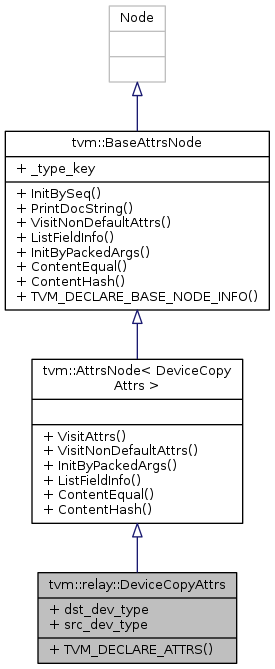 Node
tvm::BaseAttrsNode
+ _type_key
+ InitBySeq()
+ PrintDocString()
+ VisitNonDefaultAttrs()
+ ListFieldInfo()
+ InitByPackedArgs()
+ ContentEqual()
+ ContentHash()
+ TVM_DECLARE_BASE_NODE_INFO()
tvm::AttrsNode< DeviceCopy
Attrs >
+ VisitAttrs()
+ VisitNonDefaultAttrs()
+ InitByPackedArgs()
+ ListFieldInfo()
+ ContentEqual()
+ ContentHash()
tvm::relay::DeviceCopyAttrs
+ dst_dev_type
+ src_dev_type
+ TVM_DECLARE_ATTRS()